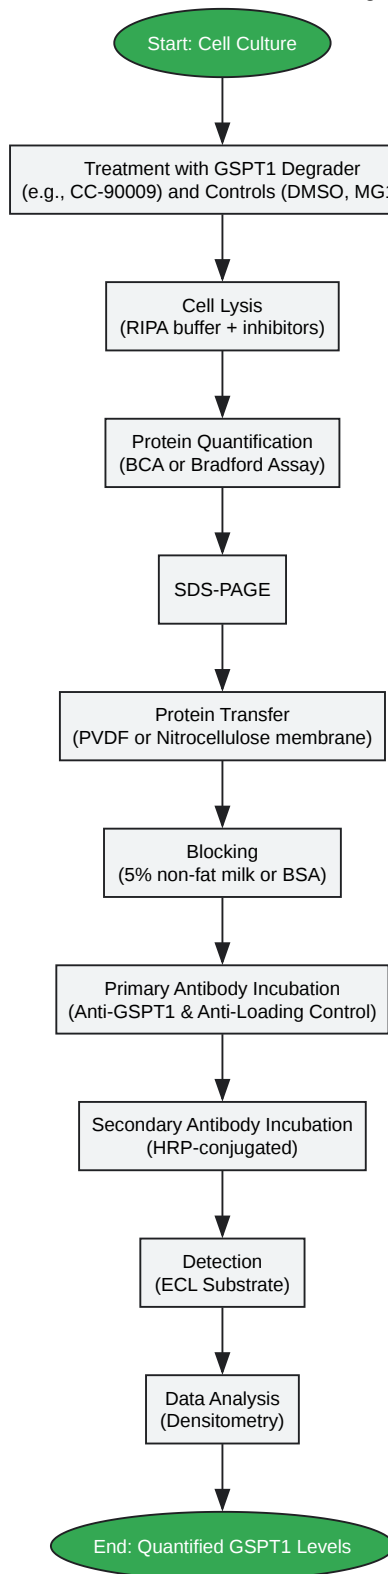 Start: Cell Culture
Treatment with GSPT1 Degrader
(e.g., CC-90009) and Controls (DMSO, MG1
Cell Lysis
(RIPA buffer + inhibitors)
Protein Quantification
(BCA or Bradford Assay)
SDS-PAGE
Protein Transfer
(PVDF or Nitrocellulose membrane)
Blocking
(5% non-fat milk or BSA)
Primary Antibody Incubation
(Anti-GSPT1 & Anti-Loading Control)
Secondary Antibody Incubation
(HRP-conjugated)
Detection
(ECL Substrate)
Data Analysis
(Densitometry)
End: Quantified GSPT1 Levels